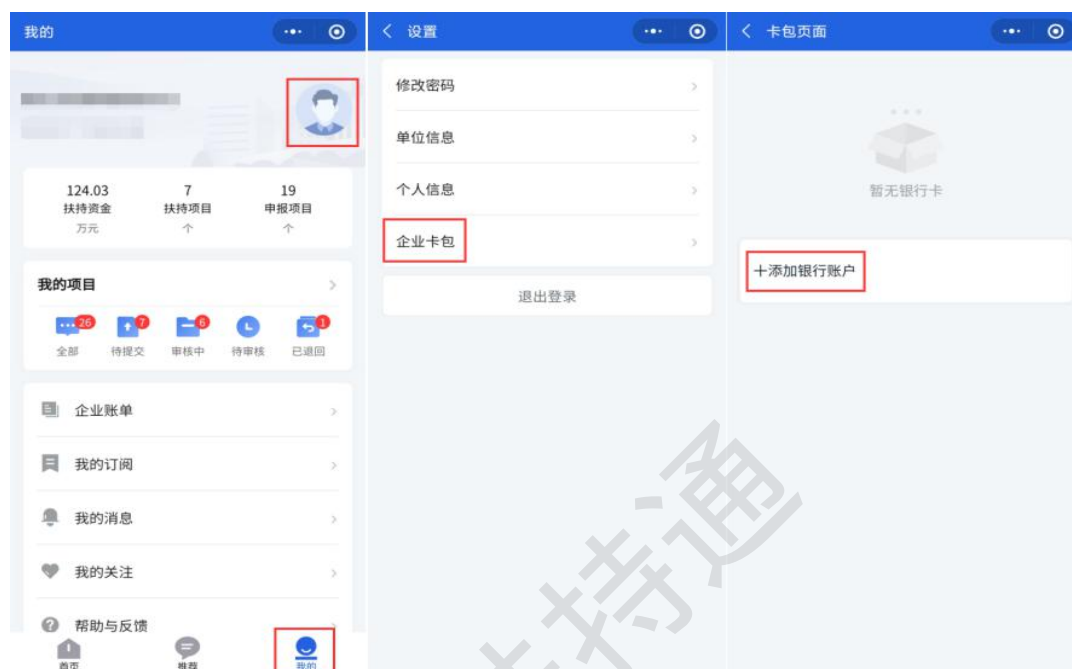 我的
124.03
7
19
扶持资金
扶持项目
申报项目
万元
个
个
我的项目
26
7
6
1
全部
待提交
审核中
待审核
已退回
企业账单
我的订阅
我的消息
我的关注
帮助与反馈
首页
推荐
我的
设置
修改密码
单位信息
个人信息
企业卡包
退出登录
卡包页面
暂无银行卡
+添加银行账户
持通